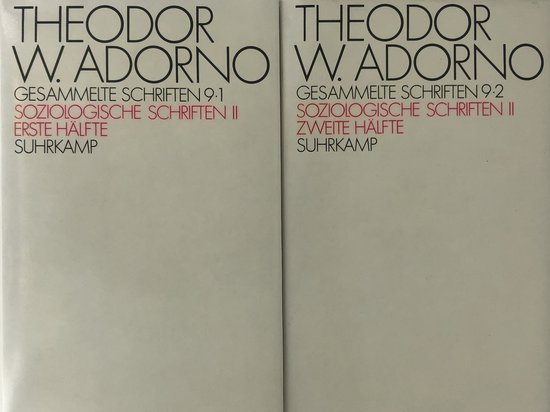 THEODOR
W. ADORNO
GESAMMELTE SCHRIFTEN 9·1
SOZIOLOGISCHE SCHRIFTEN II
ERSTE HÄLFTE
SUHRKAMP
THEODOR
W. ADORNO
GESAMMELTE SCHRIFTEN 9·2
SOZIOLOGISCHE SCHRIFTEN II
ZWEITE HÄLFTE
SUHRKAMP